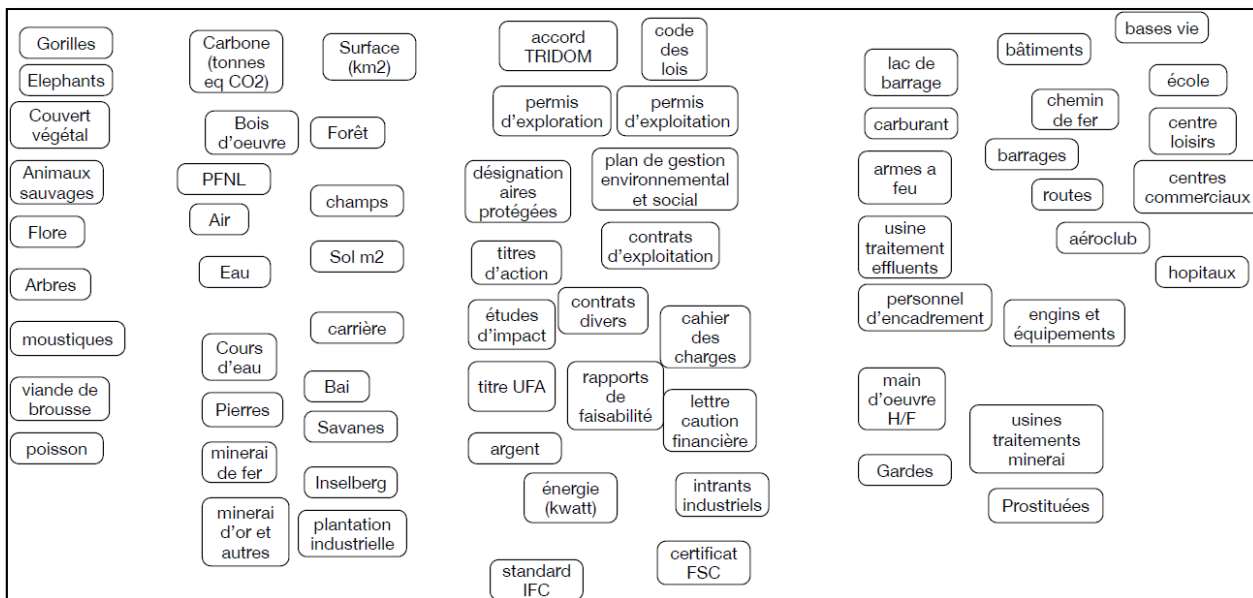 Gorilles
Elephants
Couvert
végétal
Animaux
sauvages
Flore
Arbres
moustiques
viande de
brousse
poisson
Carbone
(tonnes
eq CO2)
Bois
d'oeuvre
PFNL
Air
Eau
Cours
d'eau
Pierres
minerai
de fer
minerai
d'or et
autres
Surface
(km2)
Forêt
champs
Sol m2
carrière
Bai
Savanes
Inselberg
plantation
industrielle
accord
TRIDOM
code
des
lois
permis
d'exploration
permis
d'exploitation
désignation
aires
protégées
plan de gestion
environnemental
et social
titres
d'action
contrats
d'exploitation
études
d'impact
contrats
divers
cahier
des
charges
titre UFA
rapports
de
faisabilité
lettre
caution
financière
argent
énergie
(kwatt)
intrants
industriels
standard
IFC
certificat
FSC
lac de
barrage
carburant
armes a
feu
usine
traitement
effluents
personnel
d'encadrement
main
d'oeuvre
H/F
Gardes
bâtiments
chemin
de fer
barrages
routes
aéroclub
engins et
équipements
usines
traitements
minerai
Prostituées
bases vie
école
centre
loisirs
centres
commerciaux
hopitaux